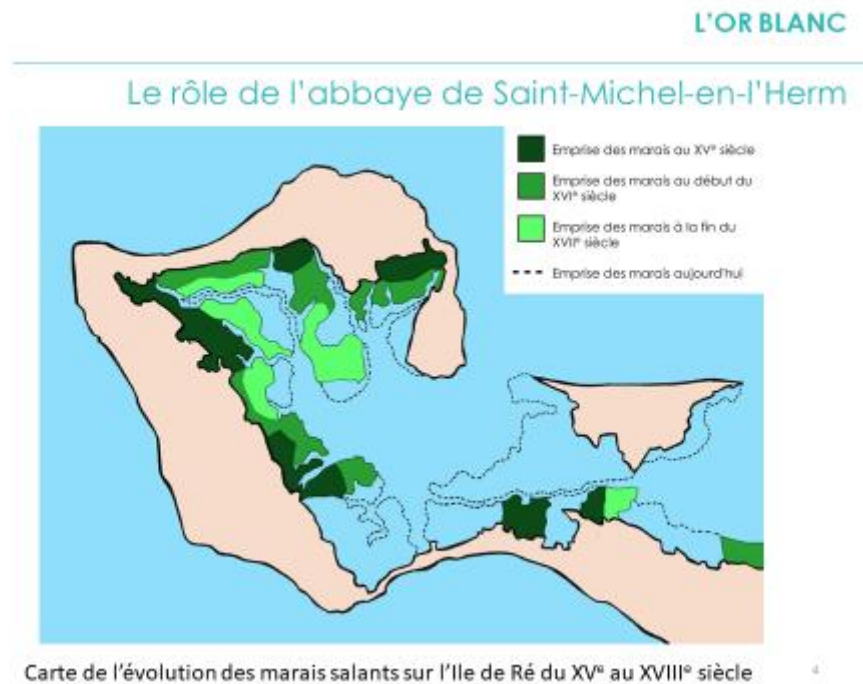 L'OR BLANC
Le rôle de l'abbaye de Saint-Michel-en-l'Herm
Emprise des marais au XVe siècle
Emprise des marais au début du
XVIe siècle
Emprise des marais à la fin du
XVIIe siècle
Emprise des marais aujourd'hui
Carte de l'évolution des marais salants sur l'Ile de Ré du XVe au XVIIIe siècle
4